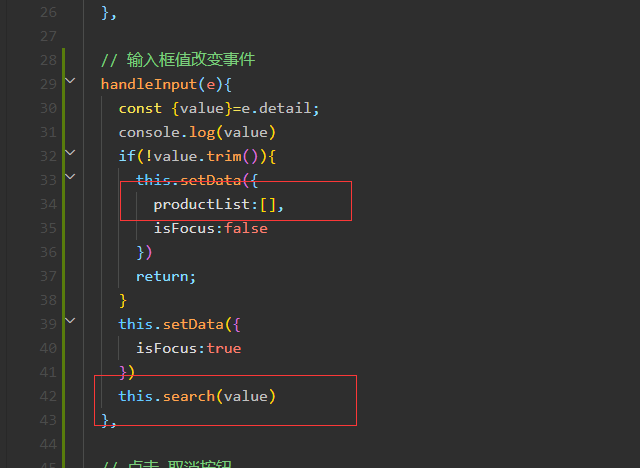 26 },
27
28 // 输入框值改变事件
29 handleInput(e){
30 const {value}=e.detail;
31 console.log(value)
32 if(!value.trim()){
33 this.setData({
34 productList:[],
35 isFocus:false
36 })
37 return;
38 }
39 this.setData({
40 isFocus:true
41 })
42 this.search(value)
43 },
44
45 // 点击 取消按钮